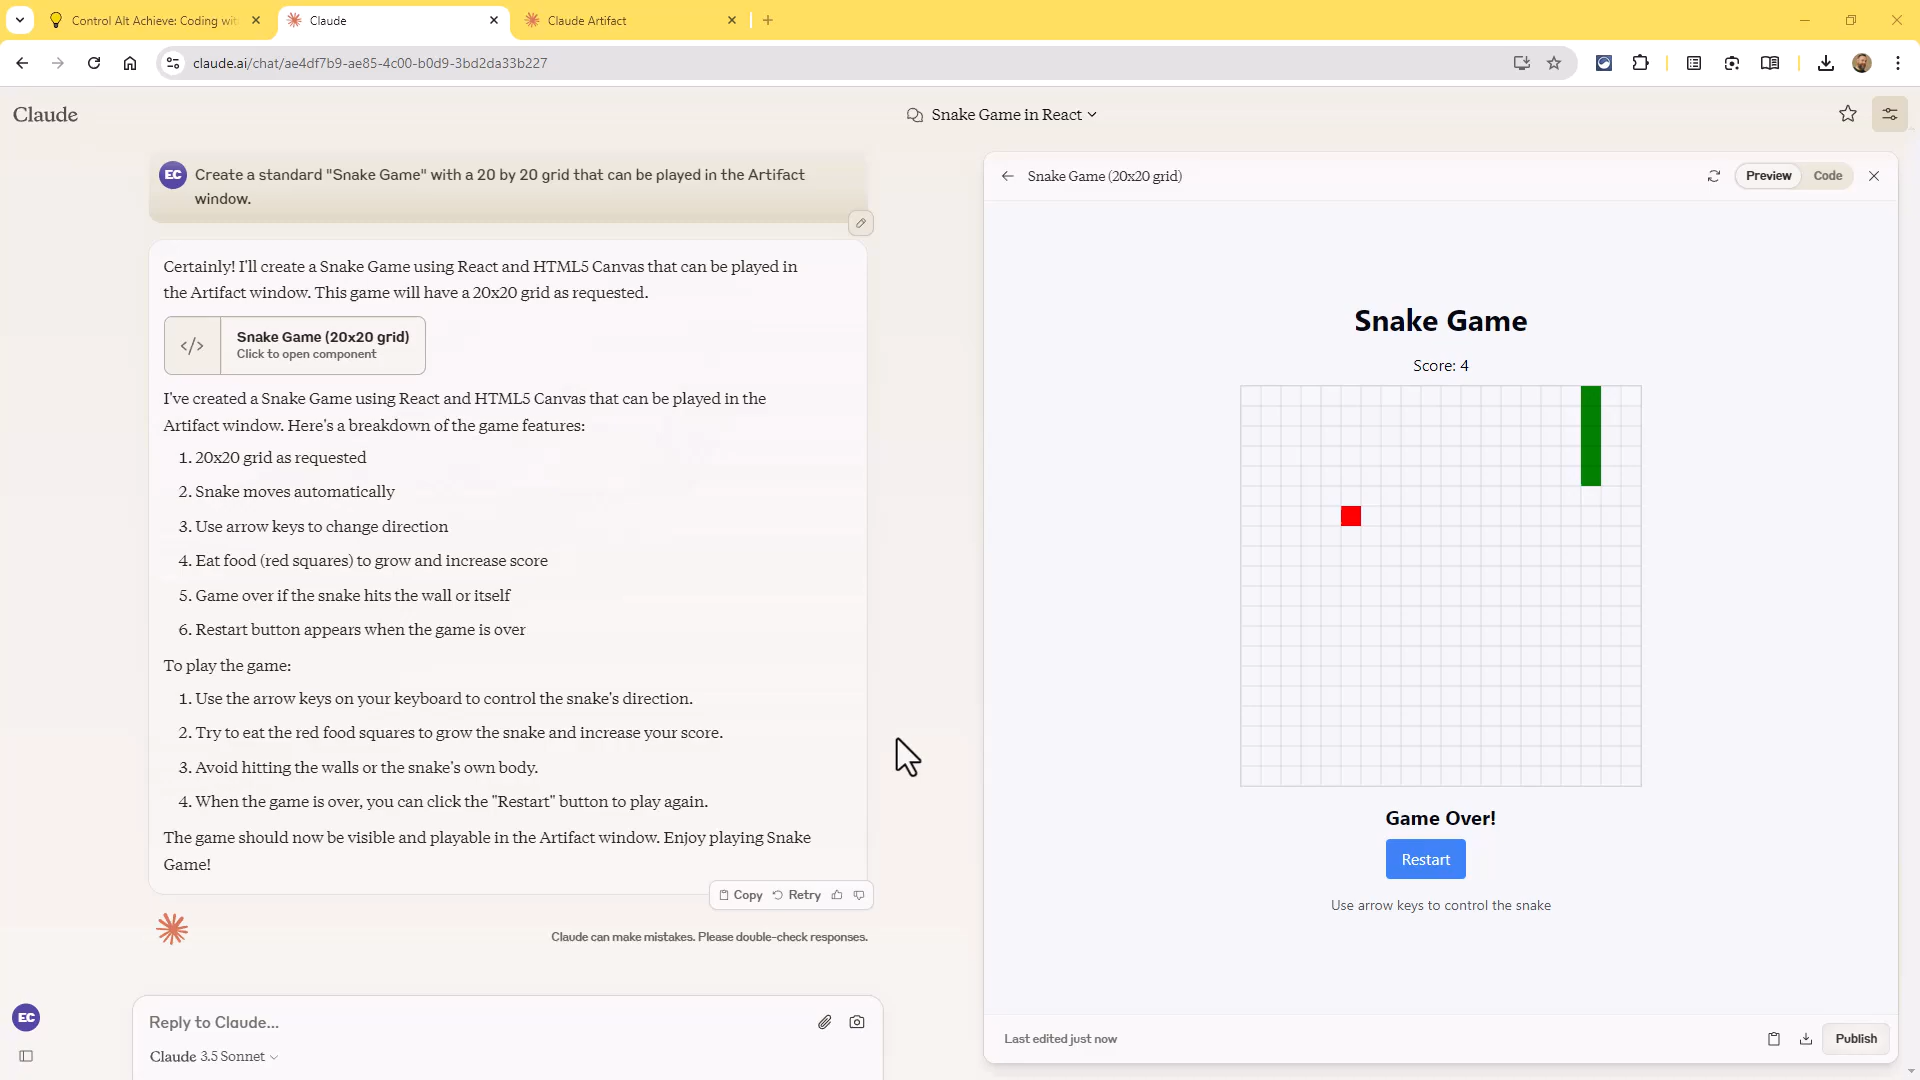 Control Alt Achieve: Coding wit
Claude
Claude Artifact
claude.ai/chat/ae4df7b9-ae85-4c00-b0d9-3bd2da33b227
Claude
Snake Game in React
EC
Create a standard "Snake Game" with a 20 by 20 grid that can be played in the Artifact
window.
Certainly! I'll create a Snake Game using React and HTML5 Canvas that can be played in
the Artifact window. This game will have a 20x20 grid as requested.
</>
Snake Game (20x20 grid)
Click to open component
I've created a Snake Game using React and HTML5 Canvas that can be played in the
Artifact window. Here's a breakdown of the game features:
1. 20x20 grid as requested
2. Snake moves automatically
3. Use arrow keys to change direction
4. Eat food (red squares) to grow and increase score
5. Game over if the snake hits the wall or itself
6. Restart button appears when the game is over
To play the game:
1. Use the arrow keys on your keyboard to control the snake's direction.
2. Try to eat the red food squares to grow the snake and increase your score.
3. Avoid hitting the walls or the snake's own body.
4. When the game is over, you can click the "Restart" button to play again.
The game should now be visible and playable in the Artifact window. Enjoy playing Snake
Game!
Copy Retry
Claude can make mistakes. Please double-check responses.
EC
Reply to Claude...
Claude 3.5 Sonnet
Snake Game (20x20 grid)
Preview Code
Snake Game
Score: 4
Game Over!
Restart
Use arrow keys to control the snake
Last edited just now
Publish